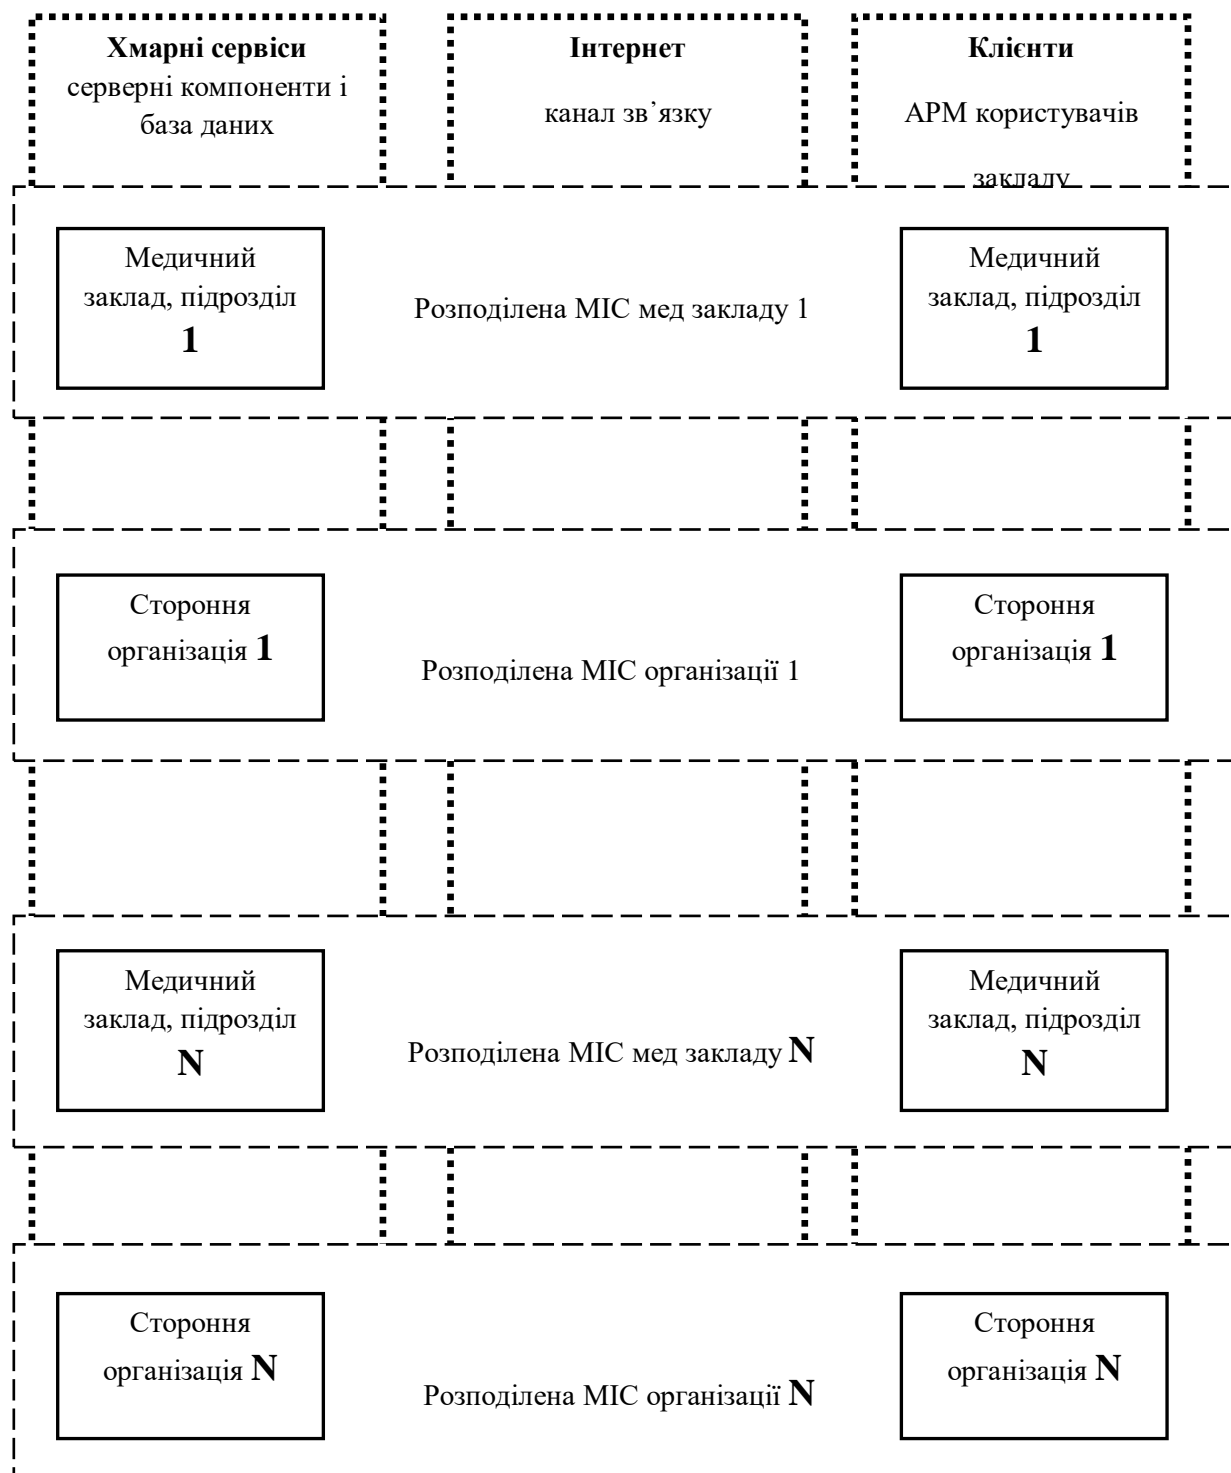 Хмарні сервіси
серверні компоненти і
база даних
Інтернет
канал зв’язку
Клієнти
АРМ користувачів
закладу
Медичний
заклад, підрозділ
1
Розподілена МІС мед закладу 1
Медичний
заклад, підрозділ
1
Стороння
організація 1
Розподілена МІС організації 1
Стороння
організація 1
Медичний
заклад, підрозділ
N
Розподілена МІС мед закладу N
Медичний
заклад, підрозділ
N
Стороння
організація N
Розподілена МІС організації N
Стороння
організація N